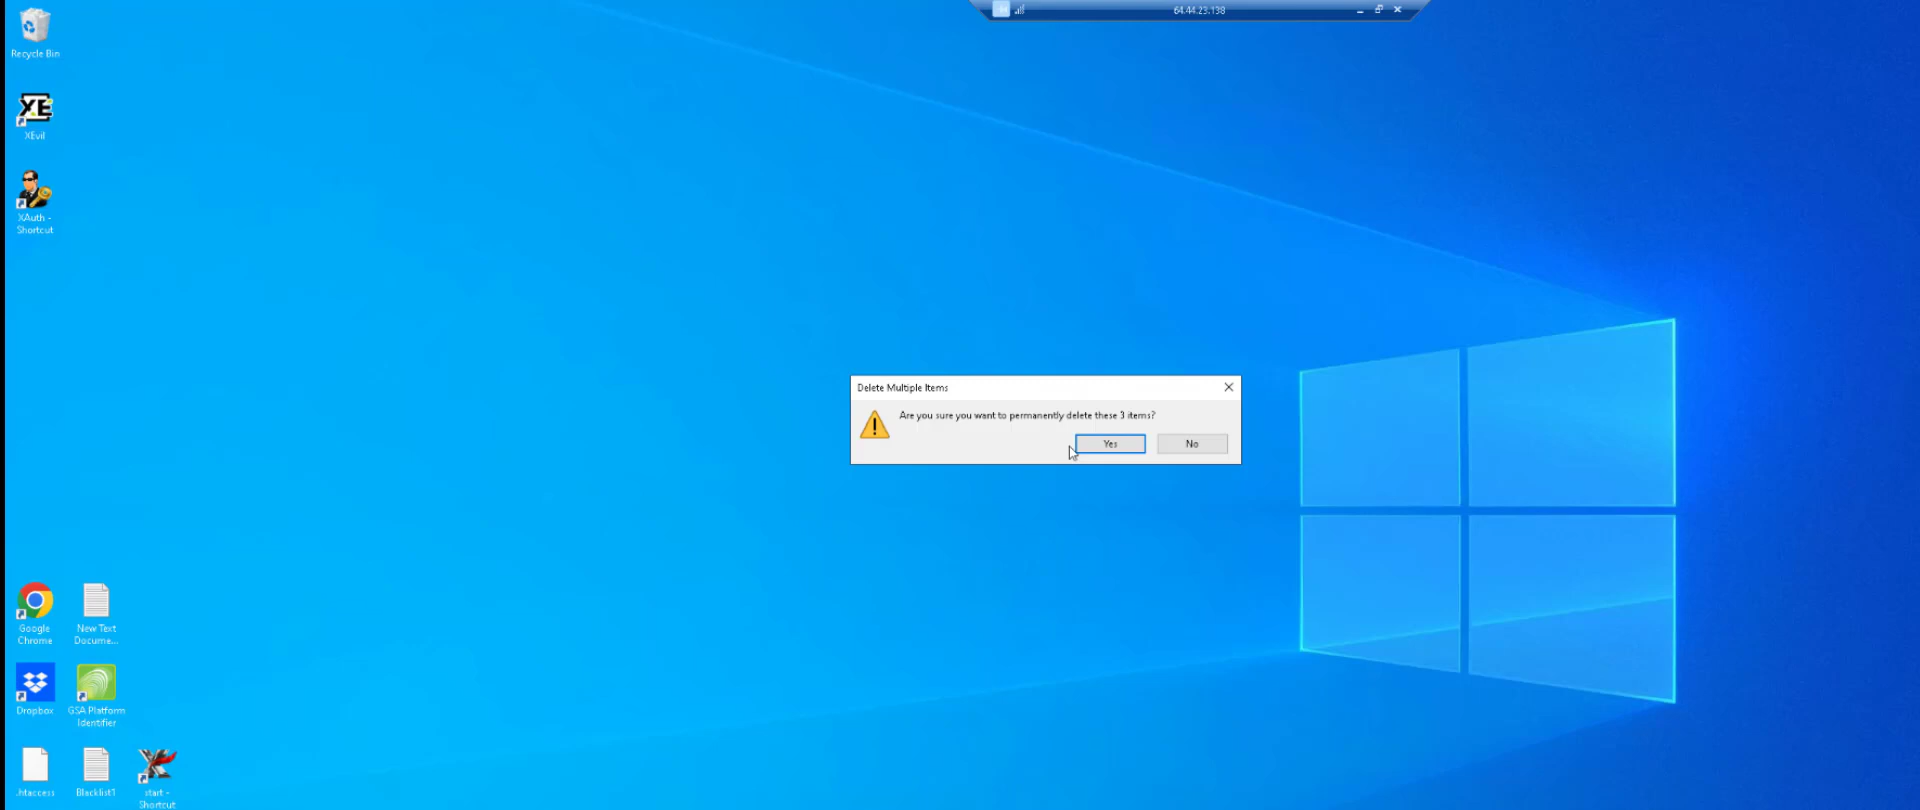 64.44.23.138
Recycle Bin
XE
XEvil
XAuth -
Shortcut
Delete Multiple Items
Are you sure you want to permanently delete these 3 items?
Yes
No
Google
Chrome
New Text
Docume...
Dropbox
GSA Platform
Identifier
.htaccess
Blacklist1
start -
Shortcut